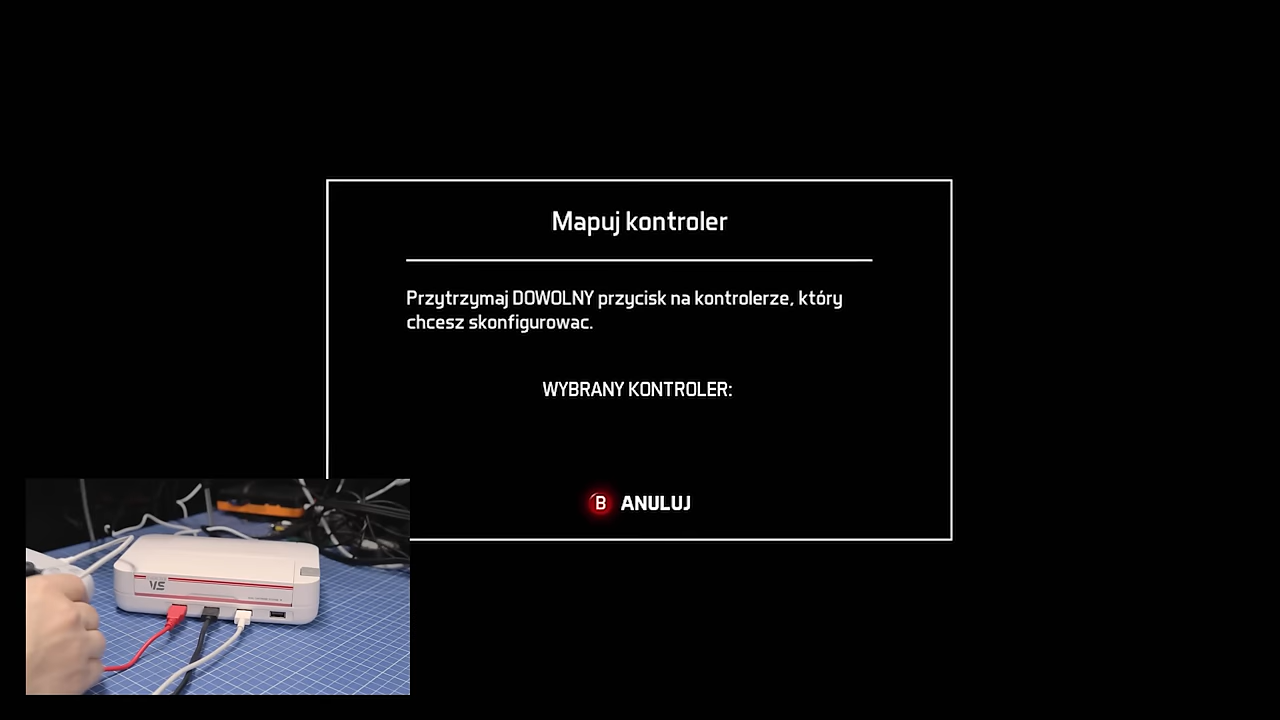 Mapuj kontroler
Przytrzymaj DOWOLNY przycisk na kontrolerze, który
chcesz skonfigurowac.
WYBRANY KONTROLER:
B ANULUJ
VS